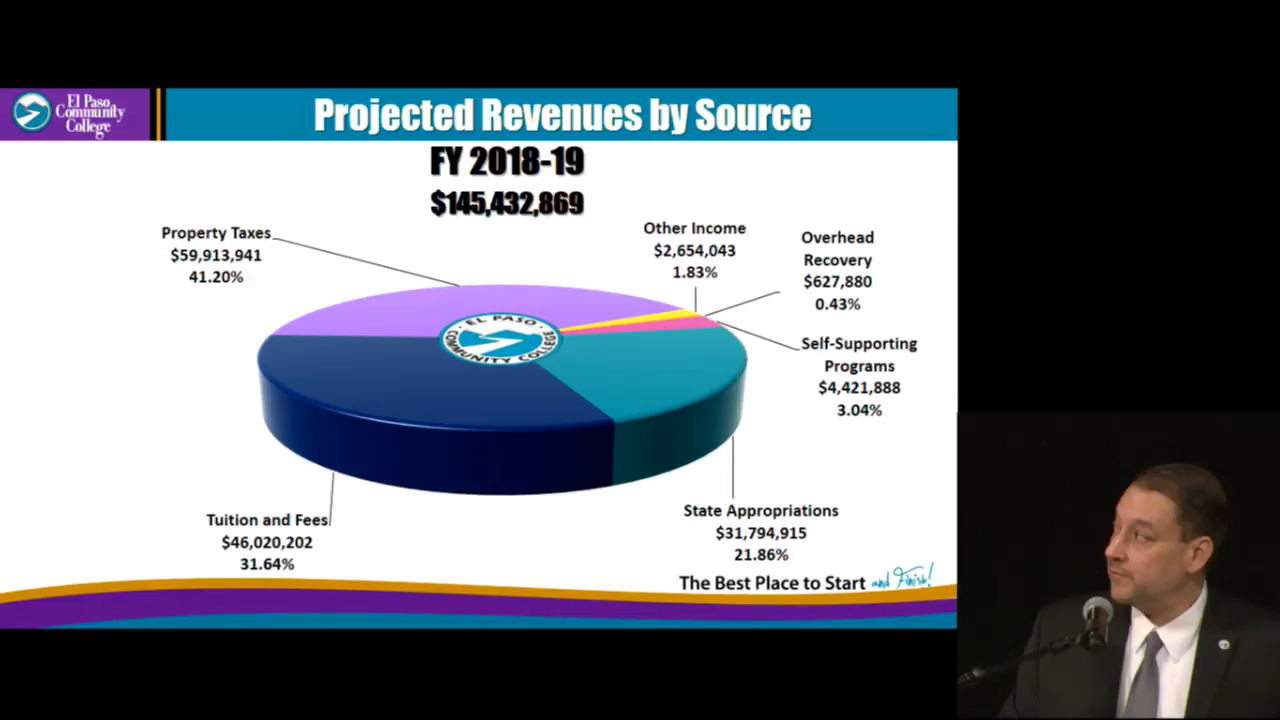 El Paso
Community
College
Projected Revenues by Source
FY 2018-19
$145,432,869
Property Taxes
$59,913,941
41.20%
Other Income
$2,654,043
1.83%
Overhead
Recovery
$627,880
0.43%
Self-Supporting
Programs
$4,421,888
3.04%
EL PASO
COMMUNITY COLLEGE
Tuition and Fees
$46,020,202
31.64%
State Appropriations
$31,794,915
21.86%
The Best Place to Start and Finish!